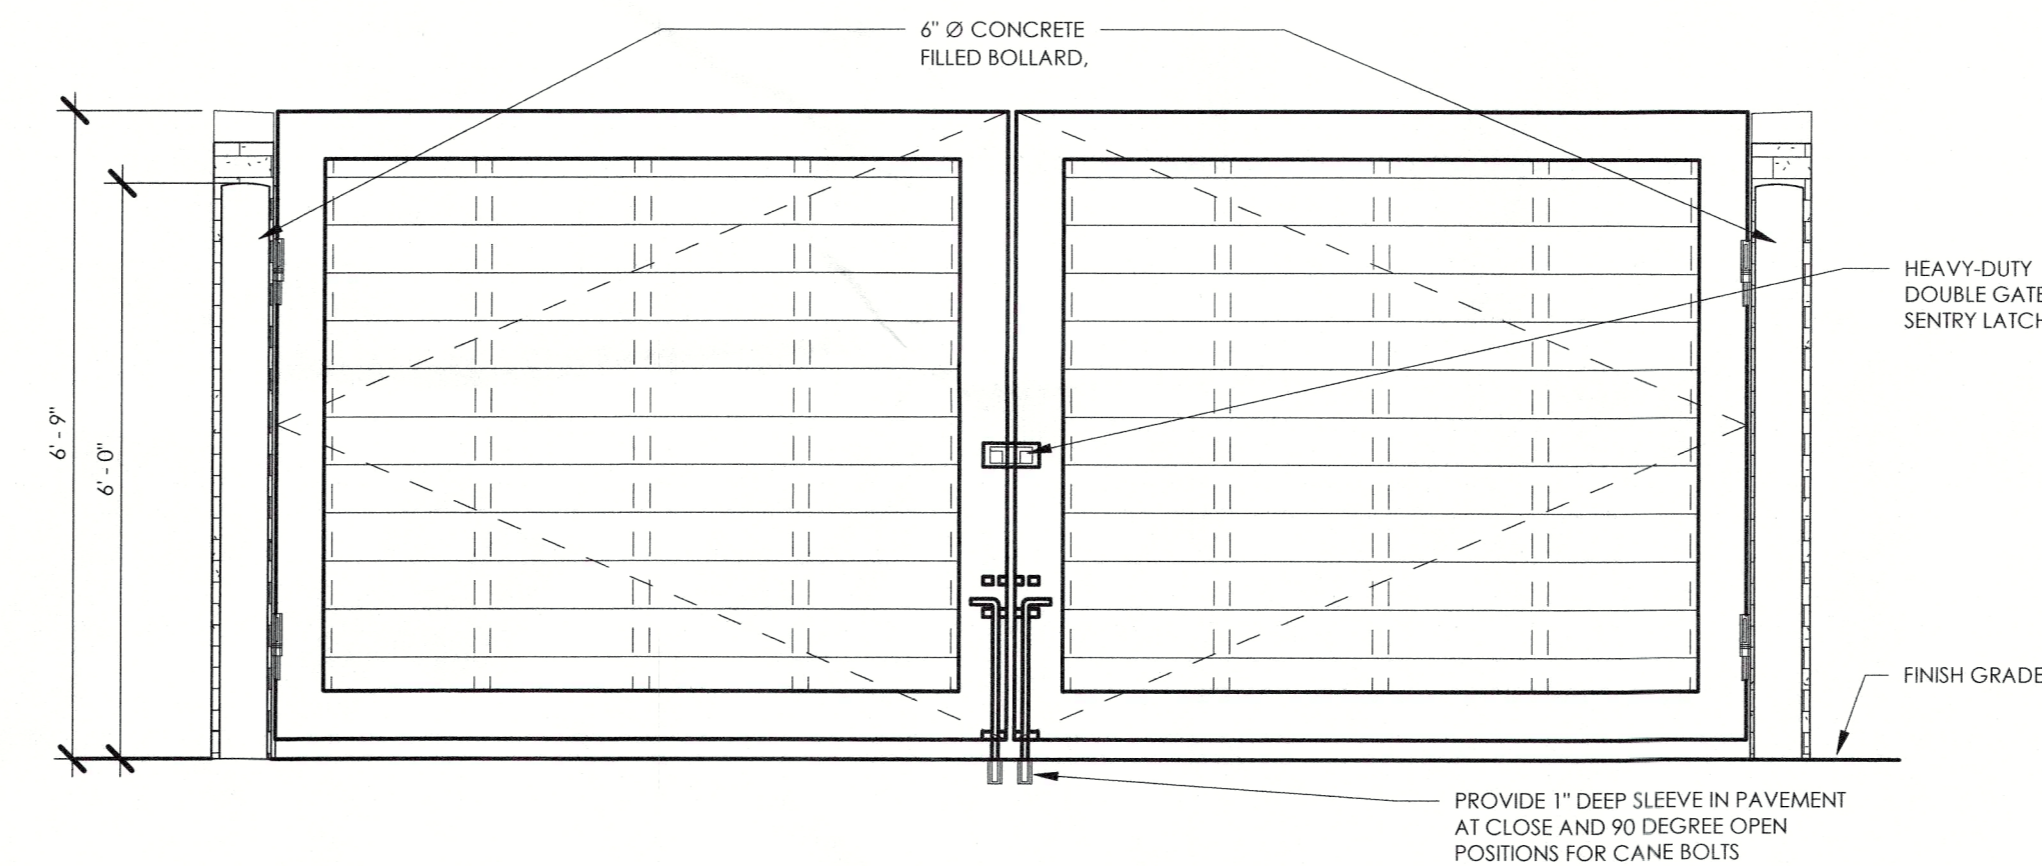 6" Ø CONCRETE
FILLED BOLLARD,
6' - 9"
6' - 0"
HEAVY-DUTY
DOUBLE GATE
SENTRY LATCH
FINISH GRADE
PROVIDE 1" DEEP SLEEVE IN PAVEMENT
AT CLOSE AND 90 DEGREE OPEN
POSITIONS FOR CANE BOLTS